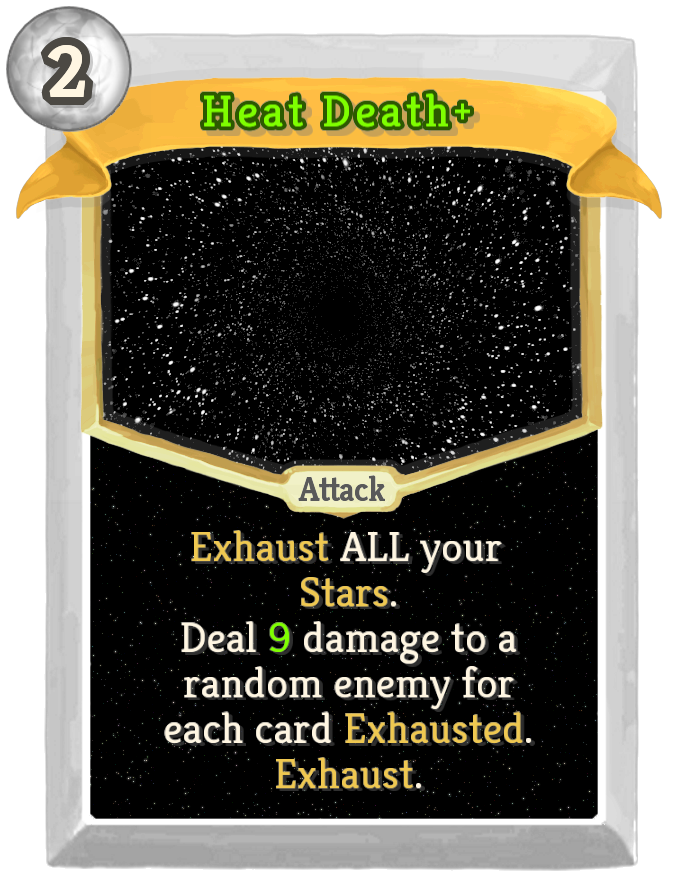 2
Heat Death+
Attack
Exhaust ALL your
Stars.
Deal 9 damage to a
random enemy for
each card Exhausted.
Exhaust.